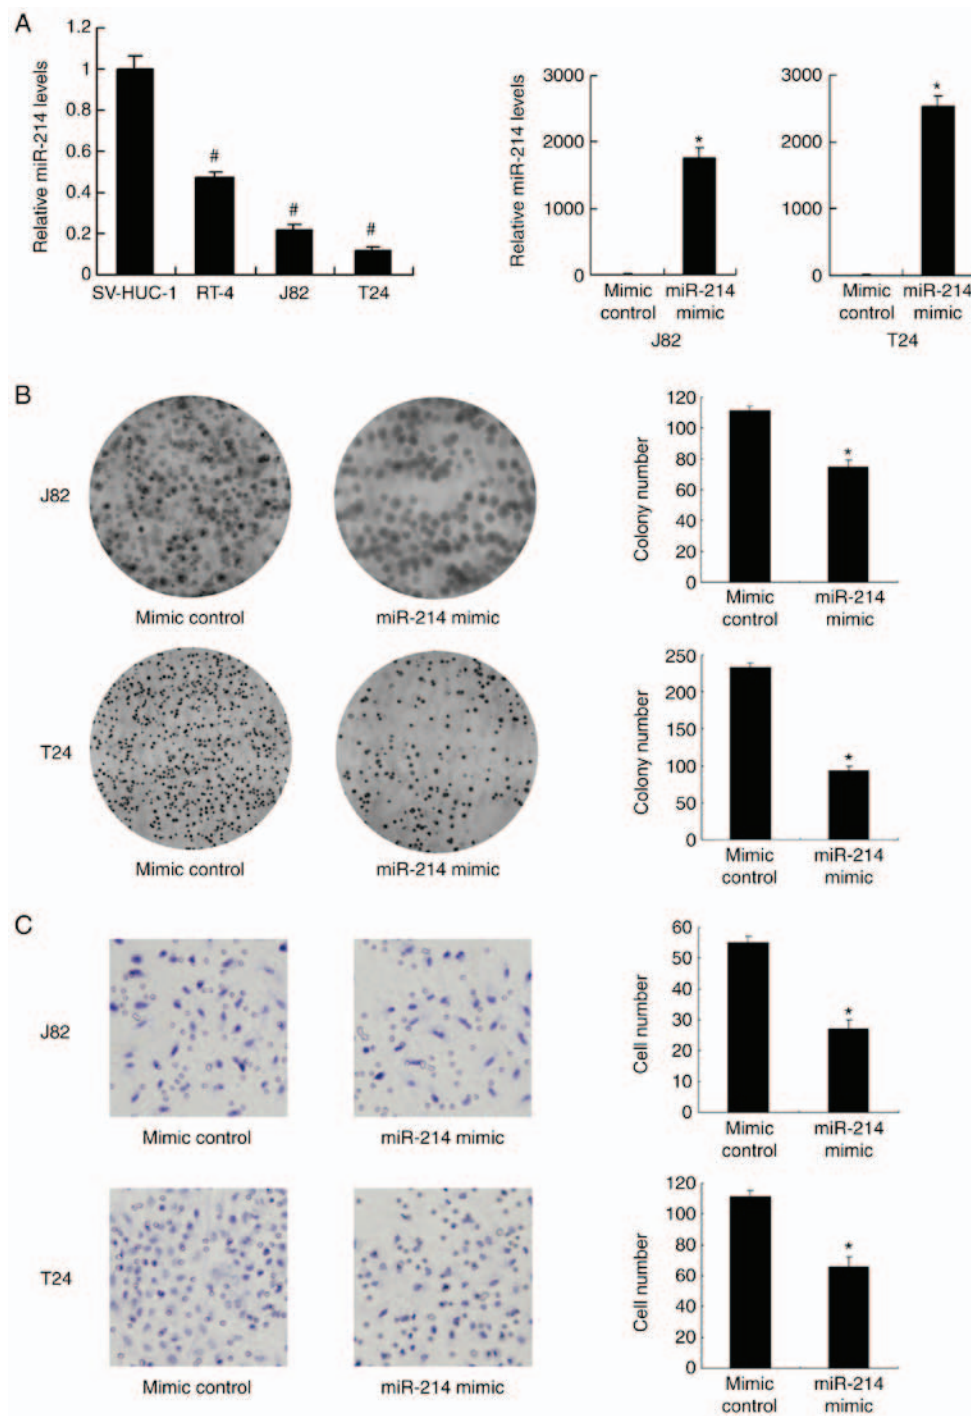 A
Relative miR-214 levels
1.2
1
0.8
0.6
0.4
0.2
0
#
#
#
SV-HUC-1 RT-4 J82 T24
Relative miR-214 levels
3000
2000
1000
0
*
Mimic control
miR-214 mimic
J82
3000
2000
1000
0
*
Mimic control
miR-214 mimic
T24
B
J82
Mimic control
miR-214 mimic
Colony number
120
100
80
60
40
20
0
*
Mimic control
miR-214 mimic
T24
Mimic control
miR-214 mimic
Colony number
250
200
150
100
50
0
*
Mimic control
miR-214 mimic
C
J82
Mimic control
miR-214 mimic
Cell number
60
50
40
30
20
10
0
*
Mimic control
miR-214 mimic
T24
Mimic control
miR-214 mimic
Cell number
120
100
80
60
40
20
0
*
Mimic control
miR-214 mimic